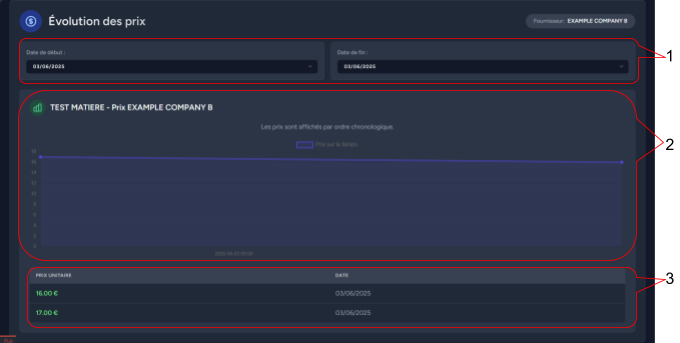 Évolution des prix
Fournisseur: EXAMPLE COMPANY B
Date de début :
Date de fin :
03/06/2025
03/06/2025
1
TEST MATIERE - Prix EXAMPLE COMPANY B
Les prix sont affichés par ordre chronologique.
Prix sur le temps
2
18
16
14
12
10
8
6
4
2
0
PRIX UNITAIRE
DATE
3
16.00 €
03/06/2025
17.00 €
03/06/2025